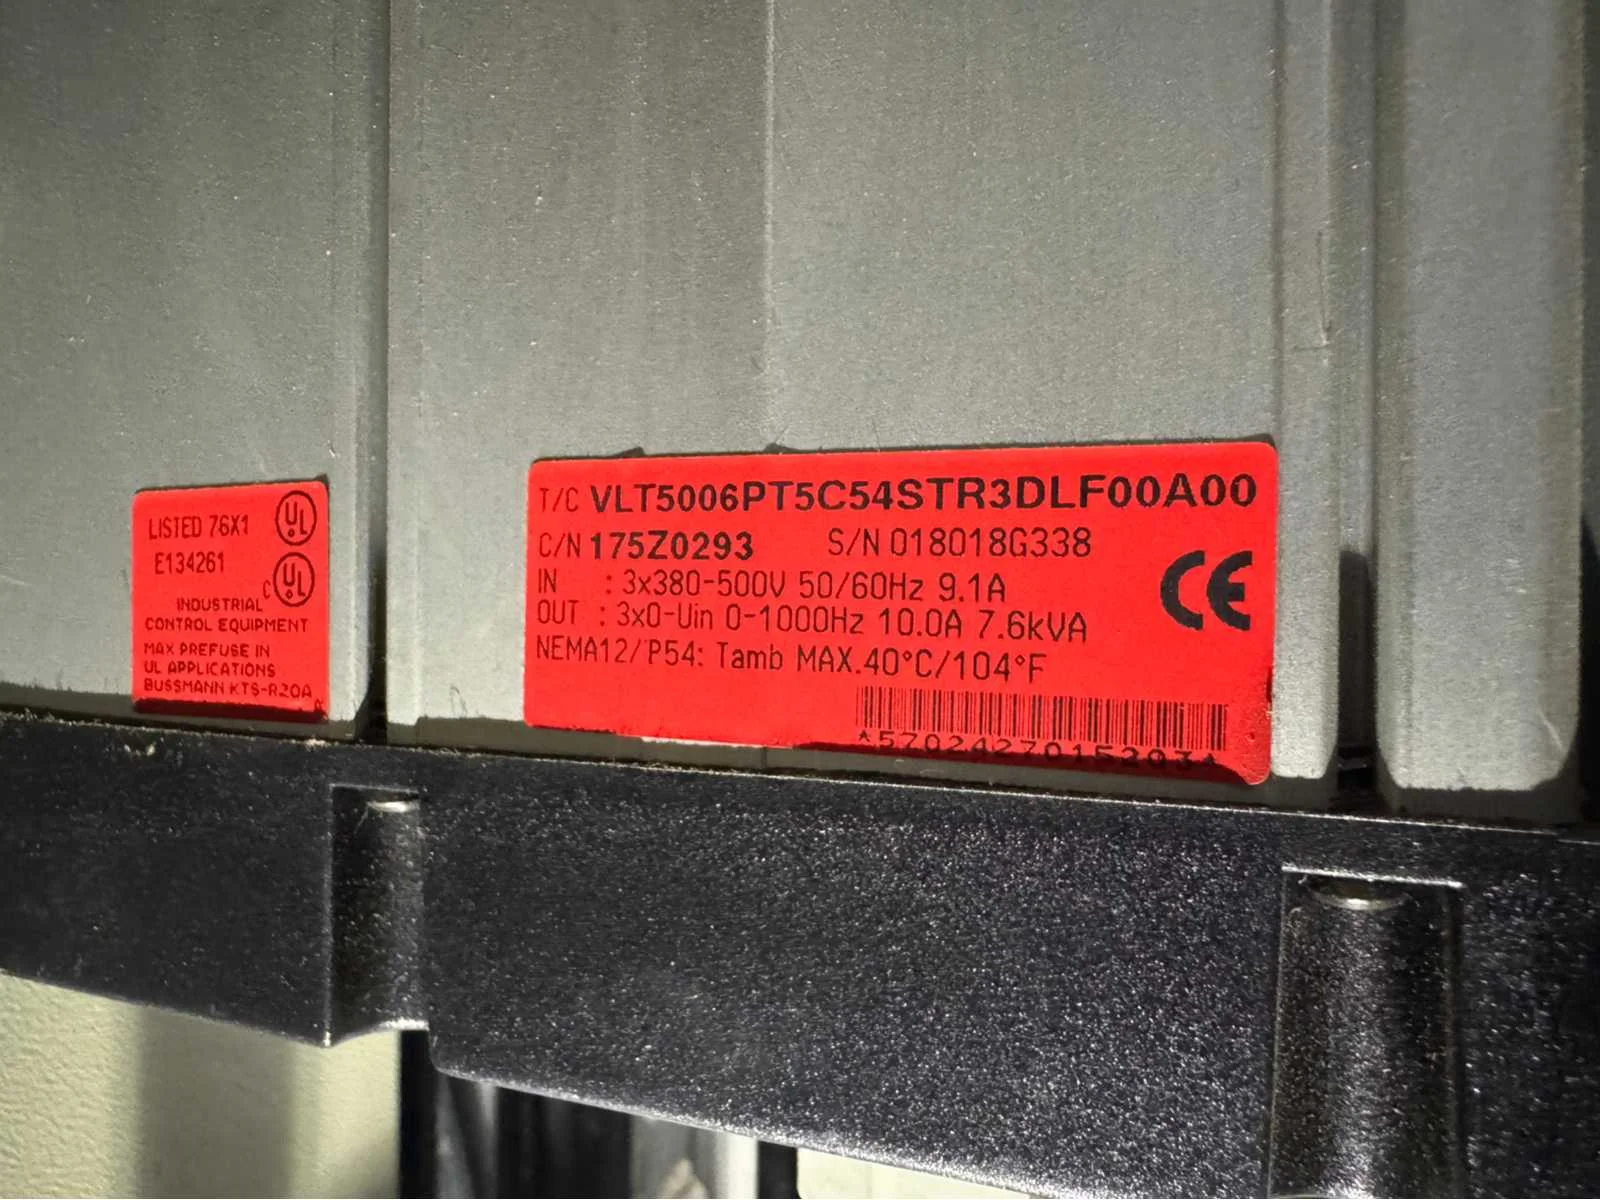 LISTED 76X1
E134261
UL
C UL
INDUSTRIAL
CONTROL EQUIPMENT
MAX PREFUSE IN
UL APPLICATIONS
BUSSMANN KTS-R20A
T/C VLT5006PT5C54STR3DLF00A00
C/N 175Z0293 S/N 018018G338
IN : 3x380-500V 50/60Hz 9.1A
OUT : 3x0-Uin 0-1000Hz 10.0A 7.6kVA
NEMA12/IP54: Tamb MAX.40°C/104°F
CE
*5702427015203*